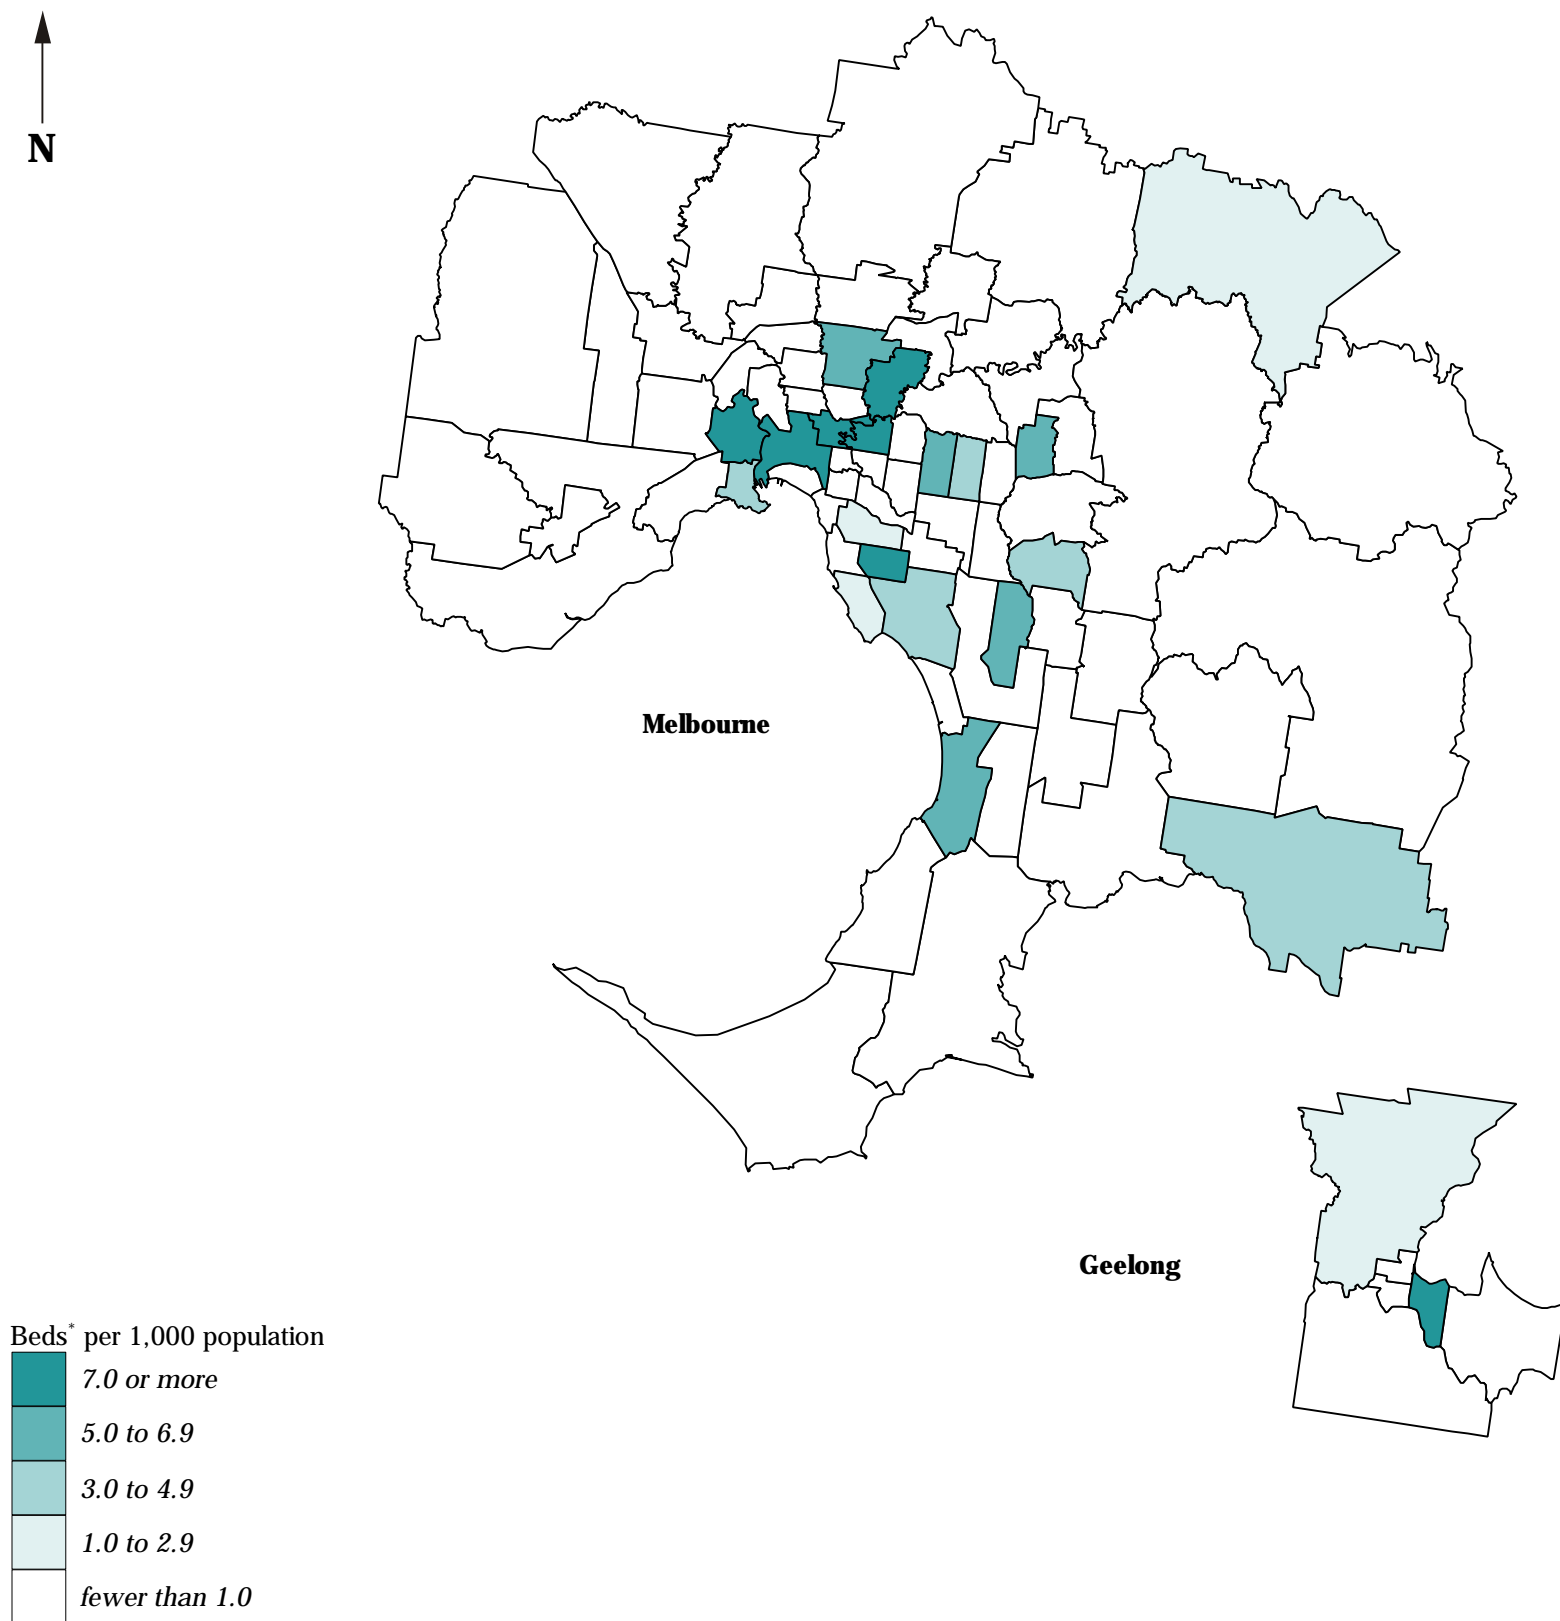 N
Melbourne
Geelong
Beds* per 1,000 population
7.0 or more
5.0 to 6.9
3.0 to 4.9
1.0 to 2.9
fewer than 1.0